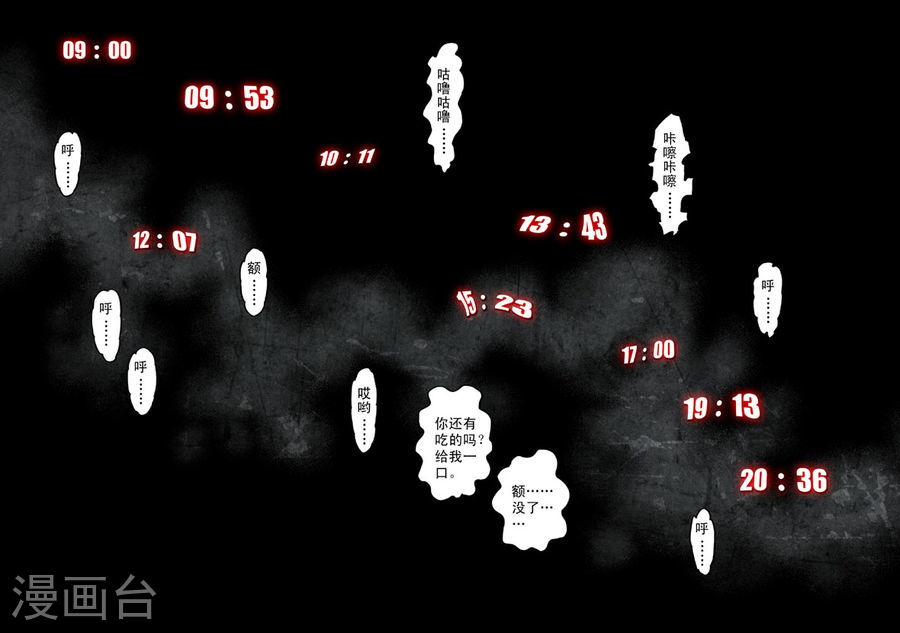 09：00
09：53
10：11
咕噜咕噜……
咔嚓咔嚓……
呼……
12：07
13：43
额……
呼……
15：23
呼……
17：00
呼……
哎哟……
19：13
你还有
吃的吗？
给我一
口。
20：36
额……
没了…
…
呼……
漫画台